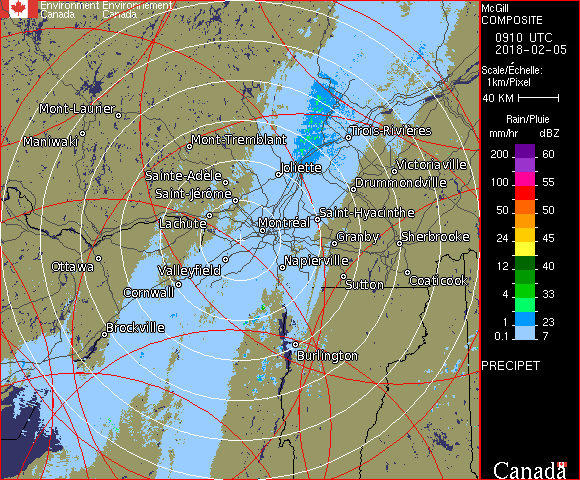 Environment Environnement
Canada Canada
McGill
COMPOSITE
0910 UTC
2018-02-05
Scale/Échelle:
1km/Pixel
40 KM
Rain/Pluie
mm/hr dBZ
200 60
100 55
50 50
24 45
12 40
4 33
1 23
0.1 7
PRECIPET
Canada
Mont-Laurier
Maniwaki
Mont-Tremblant
Trois-Rivières
Sainte-Adèle
Joliette
Victoriaville
Saint-Jérôme
Drummondville
Lachute
Montréal
Saint-Hyacinthe
Granby
Sherbrooke
Ottawa
Valleyfield
Napierville
Cornwall
Sutton
Coaticook
Brockville
Burlington